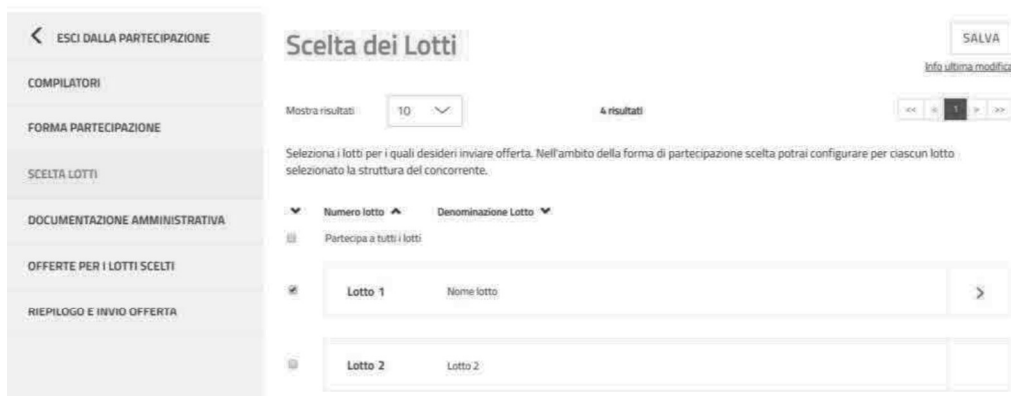 ESCI DALLA PARTECIPAZIONE
COMPILATORI
FORMA PARTECIPAZIONE
SCELTA LOTTI
DOCUMENTAZIONE AMMINISTRATIVA
OFFERTE PER I LOTTI SCELTI
RIEPILOGO E INVIO OFFERTA
Scelta dei Lotti
SALVA
Info ultima modifica
Mostra risultati 10 4 risultati << < 1 > >>
Seleziona i lotti per i quali desideri inviare offerta. Nell'ambito della forma di partecipazione scelta potrai configurare per ciascun lotto
selezionato la struttura del concorrente.
Numero lotto Denominazione Lotto
Partecipa a tutti i lotti
Lotto 1 Nome lotto
Lotto 2 Lotto 2